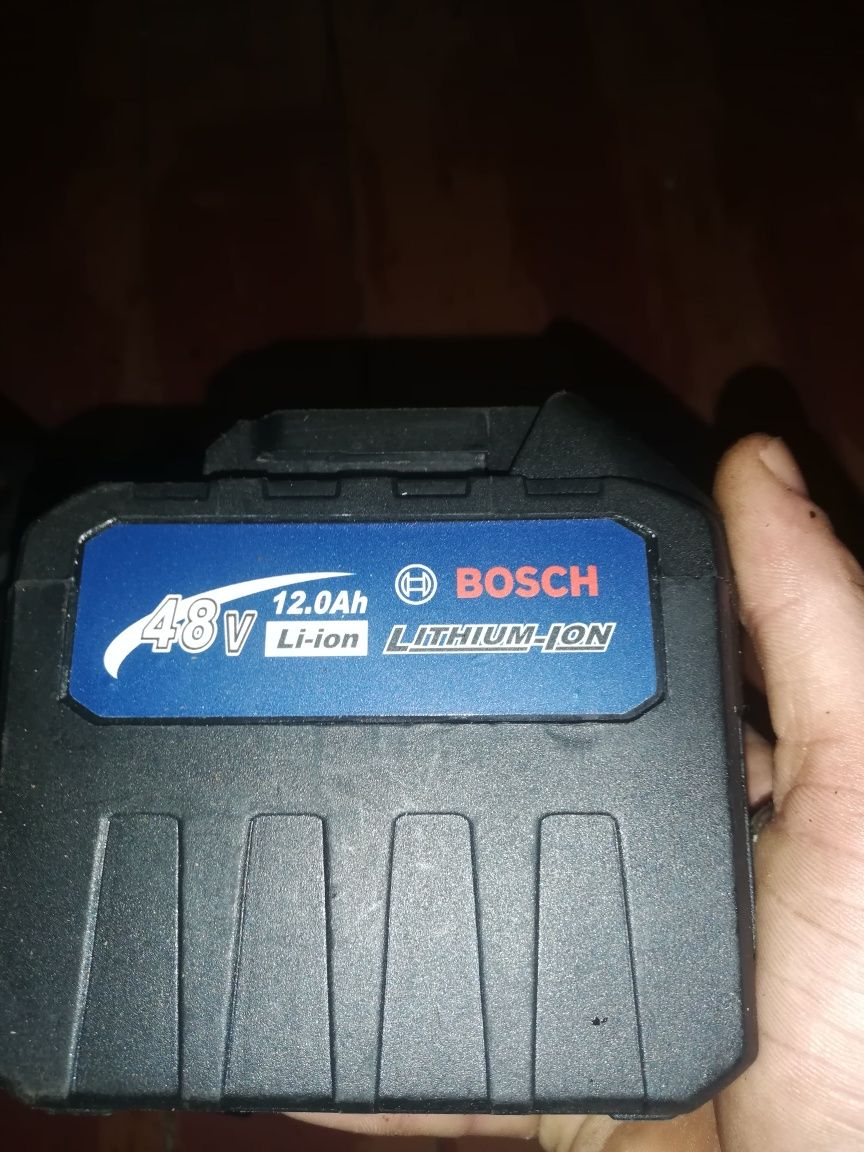 48V 12.0Ah BOSCH
Li-ion LITHIUM-ION